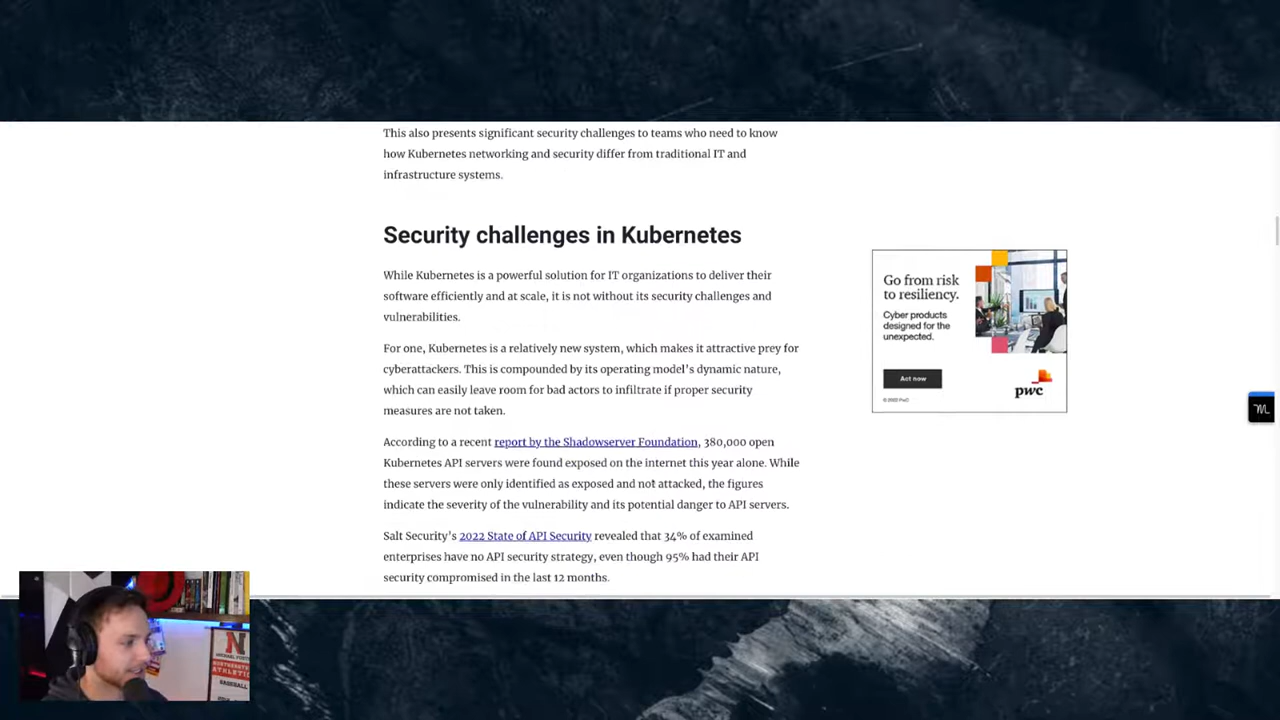 This also presents significant security challenges to teams who need to know
how Kubernetes networking and security differ from traditional IT and
infrastructure systems.
Security challenges in Kubernetes
While Kubernetes is a powerful solution for IT organizations to deliver their
software efficiently and at scale, it is not without its security challenges and
vulnerabilities.
For one, Kubernetes is a relatively new system, which makes it attractive prey for
cyberattackers. This is compounded by its operating model's dynamic nature,
which can easily leave room for bad actors to infiltrate if proper security
measures are not taken.
According to a recent report by the Shadowserver Foundation, 380,000 open
Kubernetes API servers were found exposed on the internet this year alone. While
these servers were only identified as exposed and not attacked, the figures
indicate the severity of the vulnerability and its potential danger to API servers.
Salt Security's 2022 State of API Security revealed that 34% of examined
enterprises have no API security strategy, even though 95% had their API
security compromised in the last 12 months.
Go from risk
to resiliency.
Cyber products
designed for the
unexpected.
Act now
© 2022 PwC
pwc
N
BASEBALL